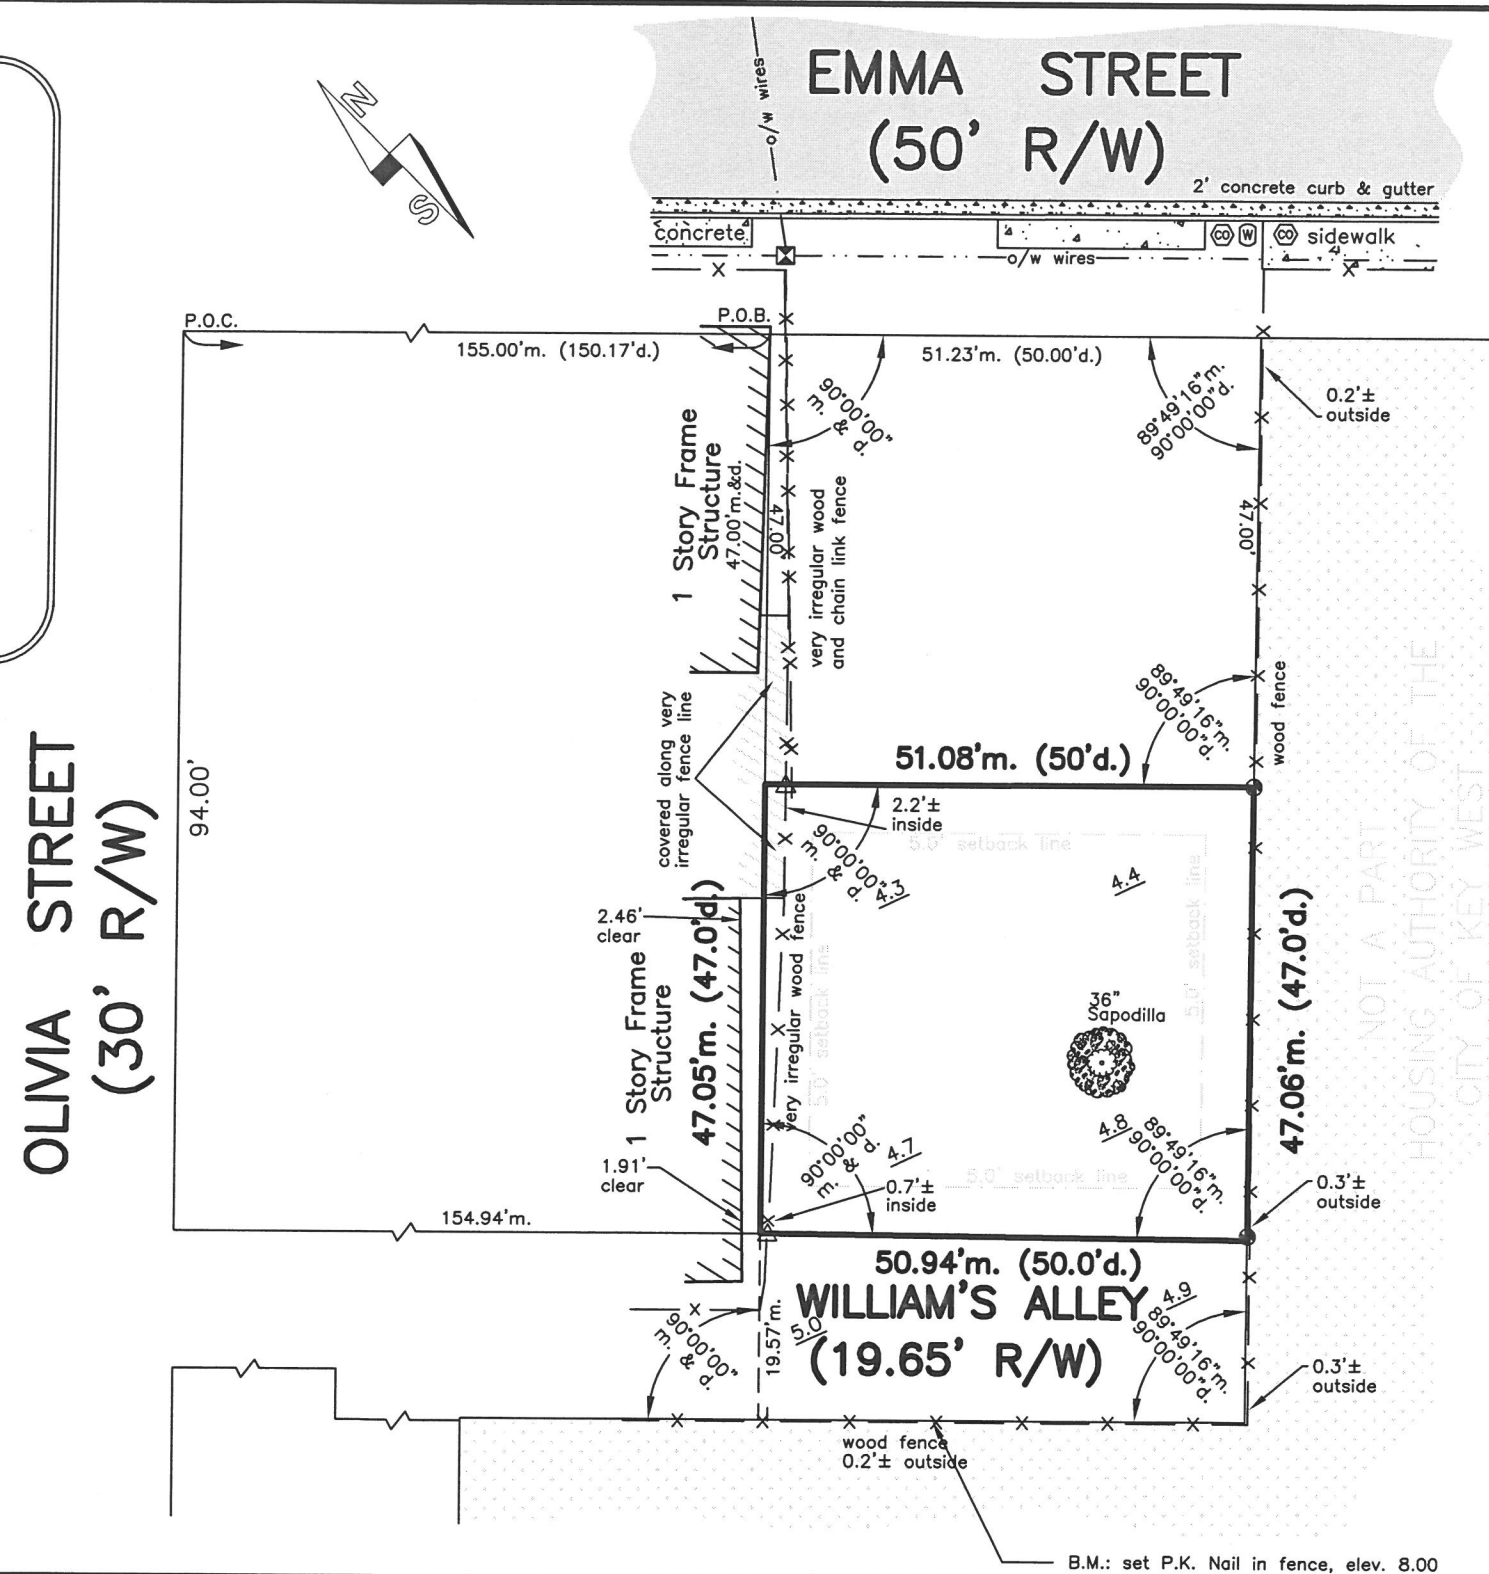 EMMA STREET
(50' R/W)
2' concrete curb & gutter
o/w wires
N
S
concrete
CO
W
CO
sidewalk
o/w wires
P.O.C.
P.O.B.
155.00'm. (150.17'd.)
51.23'm. (50.00'd.)
90°00'00"
m. & d.
89°49'16"m.
90°00'00"d.
0.2'±
outside
1 Story Frame
Structure
47.00'm.&d.
47.00'
very irregular wood
and chain link fence
47.00'
wood fence
89°49'16"m.
90°00'00"d.
OLIVIA STREET
(30' R/W)
94.00'
covered along very
irregular fence line
51.08'm. (50'd.)
2.2'±
inside
90°00'00"
m. & d.
4.3
5.0' setback line
4.4
2.46'
clear
1 Story Frame
Structure
47.05'm. (47.0'd.)
very irregular wood fence
5.0' setback line
36"
Sapodilla
5.0' setback line
47.06'm. (47.0'd.)
NOT A PART
HOUSING AUTHORITY OF THE
CITY OF KEY WEST
1.91'
clear
90°00'00"
m. & d.
4.7
5.0' setback line
4.8
89°49'16"m.
90°00'00"d.
0.7'±
inside
0.3'±
outside
154.94'm.
50.94'm. (50.0'd.)
WILLIAM'S ALLEY
(19.65' R/W)
90°00'00"
m. & d.
19.57'm.
5.0
4.9
89°49'16"m.
90°00'00"d.
0.3'±
outside
wood fence
0.2'± outside
B.M.: set P.K. Nail in fence, elev. 8.00